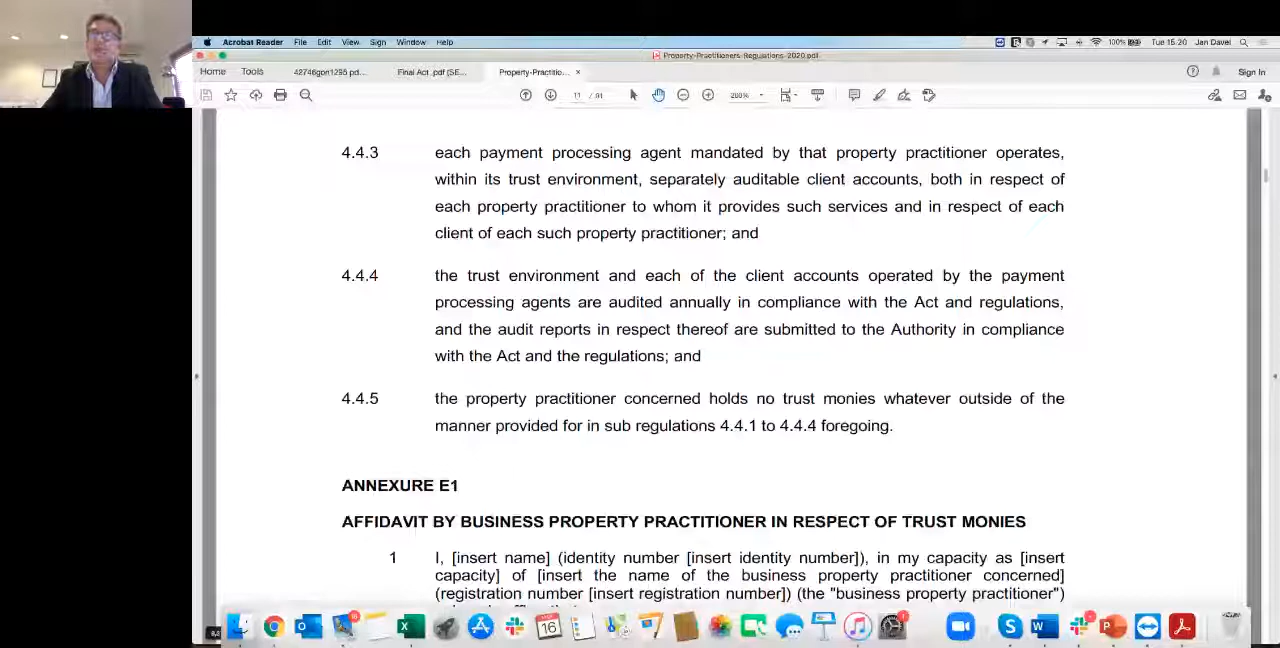 Acrobat Reader File Edit View Sign Window Help 100% Tue 15:20 Jan Davel
Property-Practitioners-Regulations-2020.pdf
Home Tools 42746gon1295 pd... Final Act .pdf (SE... Property-Practitio... × Sign In
11 / 91 200%
4.4.3 each payment processing agent mandated by that property practitioner operates,
within its trust environment, separately auditable client accounts, both in respect of
each property practitioner to whom it provides such services and in respect of each
client of each such property practitioner; and
4.4.4 the trust environment and each of the client accounts operated by the payment
processing agents are audited annually in compliance with the Act and regulations,
and the audit reports in respect thereof are submitted to the Authority in compliance
with the Act and the regulations; and
4.4.5 the property practitioner concerned holds no trust monies whatever outside of the
manner provided for in sub regulations 4.4.1 to 4.4.4 foregoing.
ANNEXURE E1
AFFIDAVIT BY BUSINESS PROPERTY PRACTITIONER IN RESPECT OF TRUST MONIES
1 I, [insert name] (identity number [insert identity number]), in my capacity as [insert
capacity] of [insert the name of the business property practitioner concerned]
(registration number [insert registration number]) (the "business property practitioner")
16